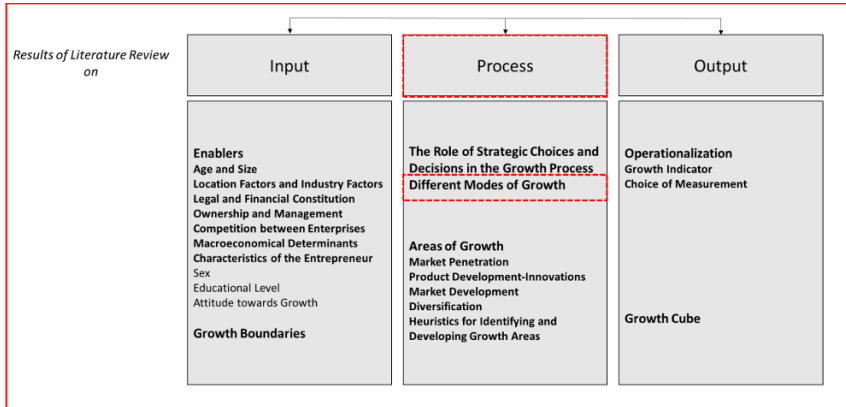 Results of Literature Review
on
Input
Process
Output
Enablers
Age and Size
Location Factors and Industry Factors
Legal and Financial Constitution
Ownership and Management
Competition between Enterprises
Macroeconomical Determinants
Characteristics of the Entrepreneur
Sex
Educational Level
Attitude towards Growth
Growth Boundaries
The Role of Strategic Choices and
Decisions in the Growth Process
Different Modes of Growth
Areas of Growth
Market Penetration
Product Development-Innovations
Market Development
Diversification
Heuristics for Identifying and
Developing Growth Areas
Operationalization
Growth Indicator
Choice of Measurement
Growth Cube